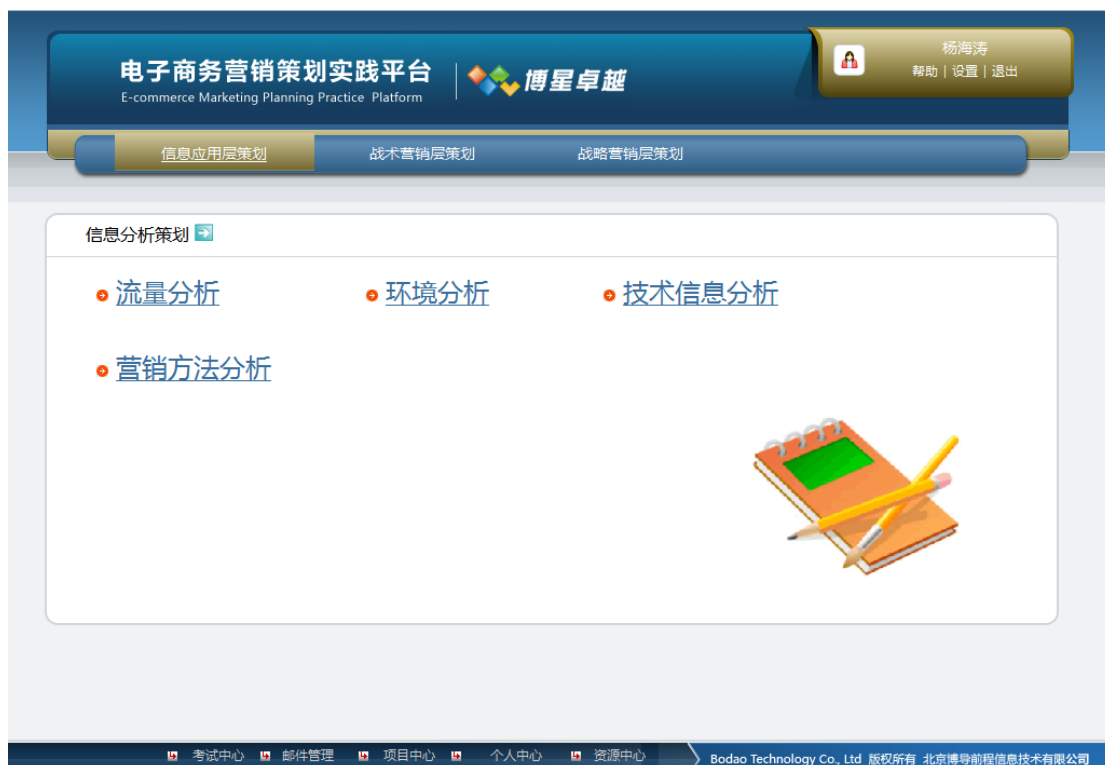 电子商务营销策划实践平台
E-commerce Marketing Planning Practice Platform
博星卓越
杨海涛
帮助 | 设置 | 退出
信息应用层策划 战术营销层策划 战略营销层策划
信息分析策划
流量分析 环境分析 技术信息分析
营销方法分析
考试中心 邮件管理 项目中心 个人中心 资源中心 Bodao Technology Co., Ltd 版权所有 北京博导前程信息技术有限公司